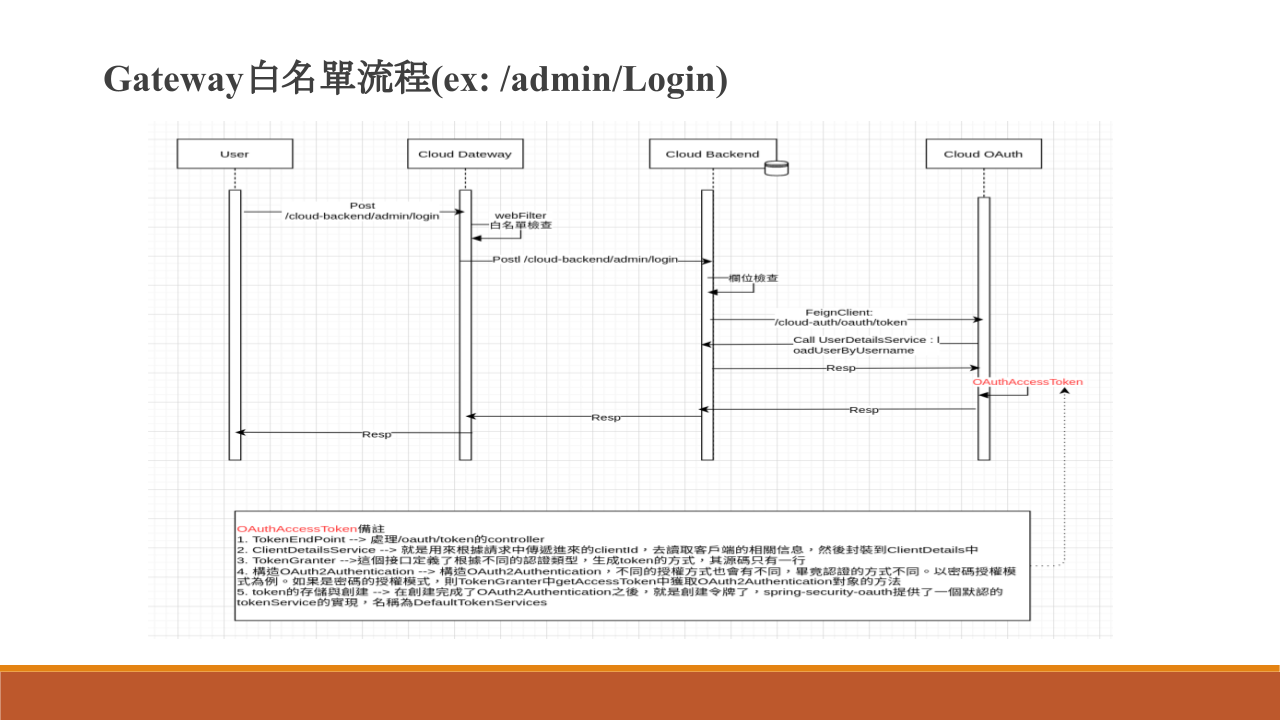 Gateway白名單流程(ex: /admin/Login)
User
Cloud Dateway
Cloud Backend
Cloud OAuth
Post
/cloud-backend/admin/login
webFilter
白名單檢查
Postl /cloud-backend/admin/login
欄位檢查
FeignClient:
/cloud-auth/oauth/token
Call UserDetailsService : l
oadUserByUsername
Resp
OAuthAccessToken
Resp
Resp
Resp
OAuthAccessToken備註
1. TokenEndPoint --> 處理/oauth/token的controller
2. ClientDetailsService --> 就是用來根據請求中傳遞進來的clientId，去讀取客戶端的相關信息，然後封裝到ClientDetails中
3. TokenGranter -->這個接口定義了根據不同的認證類型，生成token的方式，其源碼只有一行
4. 構造OAuth2Authentication --> 構造OAuth2Authentication，不同的授權方式也會有不同，畢竟認證的方式不同。以密碼授權模
式為例。如果是密碼的授權模式，則TokenGranter中getAccessToken中獲取OAuth2Authentication對象的方法
5. token的存儲與創建 --> 在創建完成了OAuth2Authentication之後，就是創建令牌了，spring-security-oauth提供了一個默認的
tokenService的實現，名稱為DefaultTokenServices